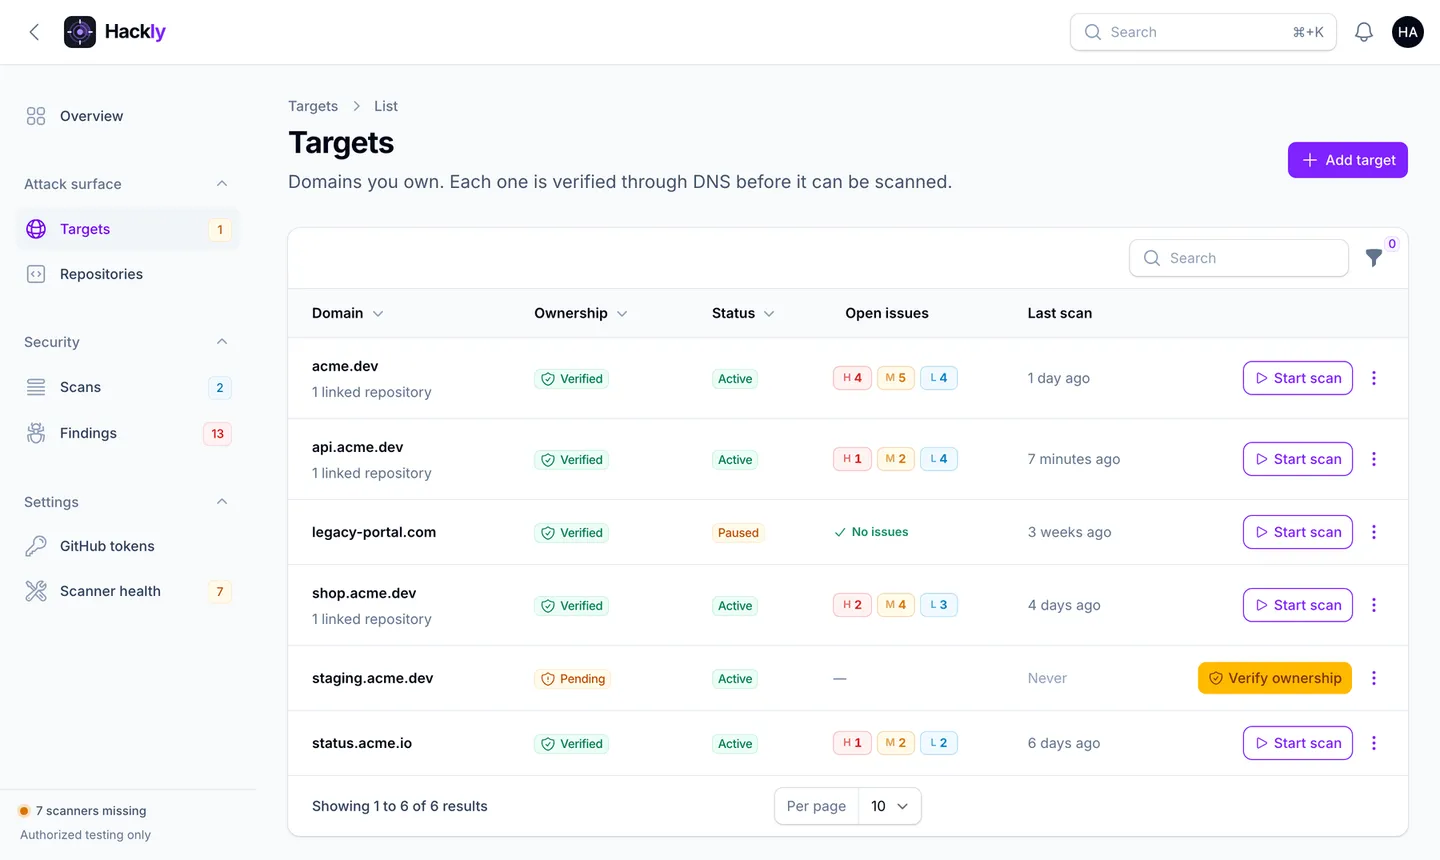 Hackly
Search ⌘+K
HA
Overview
Attack surface
Targets 1
Repositories
Security
Scans 2
Findings 13
Settings
GitHub tokens
Scanner health 7
7 scanners missing
Authorized testing only
Targets > List
Targets
Domains you own. Each one is verified through DNS before it can be scanned.
+ Add target
Search
0
Domain Ownership Status Open issues Last scan
acme.dev
1 linked repository
Verified Active H 4 M 5 L 4 1 day ago Start scan
api.acme.dev
1 linked repository
Verified Active H 1 M 2 L 4 7 minutes ago Start scan
legacy-portal.com Verified Paused No issues 3 weeks ago Start scan
shop.acme.dev
1 linked repository
Verified Active H 2 M 4 L 3 4 days ago Start scan
staging.acme.dev Pending Active — Never Verify ownership
status.acme.io Verified Active H 1 M 2 L 2 6 days ago Start scan
Showing 1 to 6 of 6 results Per page 10